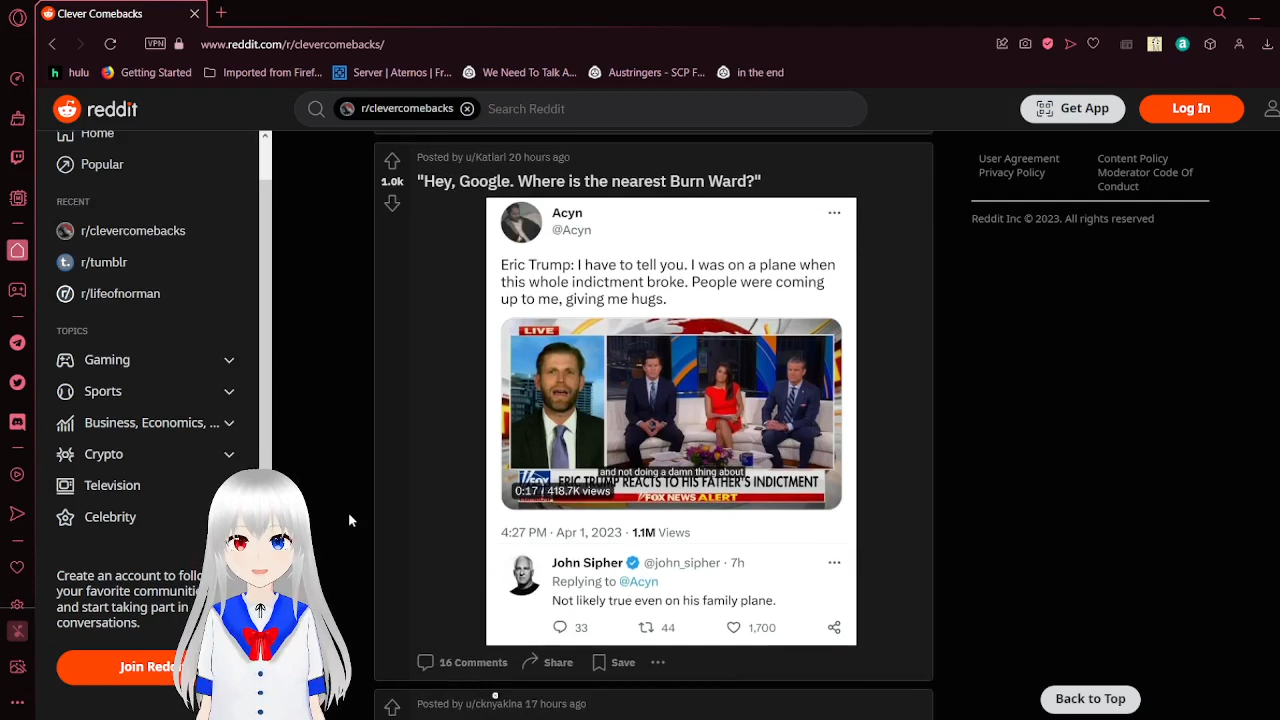 Clever Comebacks
VPN
www.reddit.com/r/clevercomebacks/
h hulu
Getting Started
Imported from Firef...
Server | Aternos | Fr...
We Need To Talk A...
Austringers - SCP F...
in the end
reddit
r/clevercomebacks
Search Reddit
Get App
Log In
Home
Popular
RECENT
r/clevercomebacks
r/tumblr
r/lifeofnorman
TOPICS
Gaming
Sports
Business, Economics, ...
Crypto
Television
Celebrity
Create an account to follo
your favorite communitie
and start taking part in
conversations.
Join Reddi
1.0k
Posted by u/Katlarl 20 hours ago
"Hey, Google. Where is the nearest Burn Ward?"
Acyn
@Acyn
Eric Trump: I have to tell you. I was on a plane when
this whole indictment broke. People were coming
up to me, giving me hugs.
LIVE
and not doing a damn thing about
FOX
ERIC TRUMP REACTS TO HIS FATHER'S INDICTMENT
0:17 418.7K views
FOX NEWS ALERT
4:27 PM · Apr 1, 2023 · 1.1M Views
John Sipher @john_sipher · 7h
Replying to @Acyn
Not likely true even on his family plane.
33
44
1,700
16 Comments
Share
Save
Posted by u/cknyakina 17 hours ago
User Agreement
Privacy Policy
Content Policy
Moderator Code Of
Conduct
Reddit Inc © 2023. All rights reserved
Back to Top